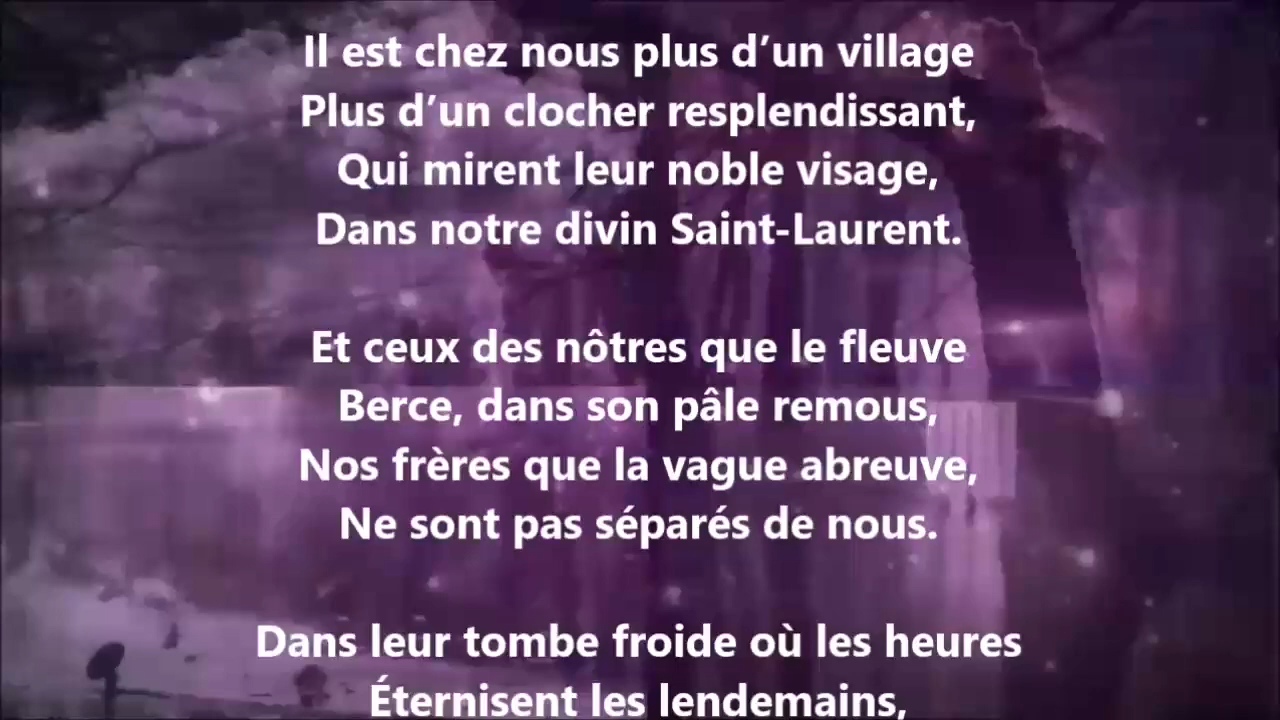 Il est chez nous plus d’un village
Plus d’un clocher resplendissant,
Qui mirent leur noble visage,
Dans notre divin Saint-Laurent.
Et ceux des nôtres que le fleuve
Berce, dans son pâle remous,
Nos frères que la vague abreuve,
Ne sont pas séparés de nous.
Dans leur tombe froide où les heures
Éternisent les lendemains,